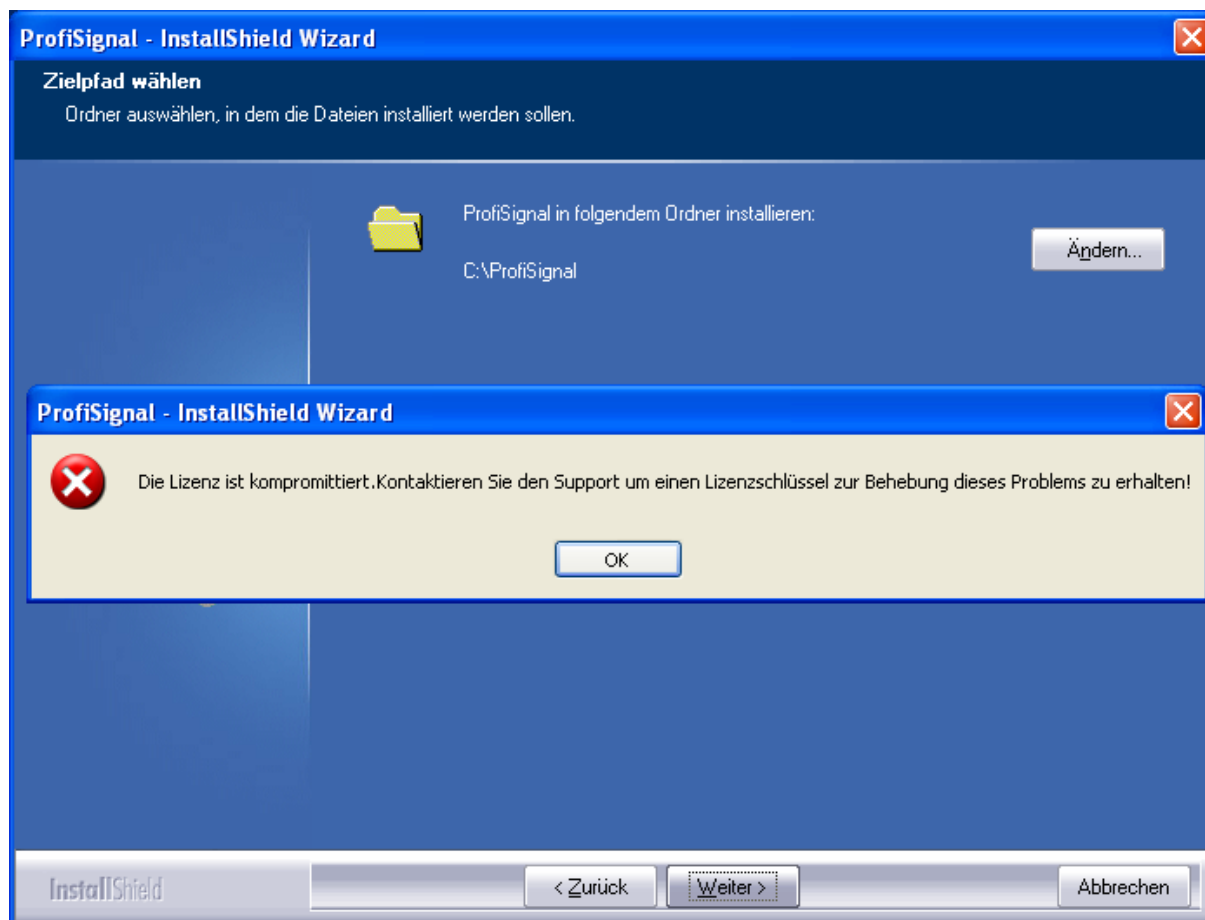 ProfiSignal - InstallShield Wizard
Zielpfad wählen
Ordner auswählen, in dem die Dateien installiert werden sollen.
ProfiSignal in folgendem Ordner installieren:
Ändern...
C:\ProfiSignal
ProfiSignal - InstallShield Wizard
Die Lizenz ist kompromittiert.Kontaktieren Sie den Support um einen Lizenzschlüssel zur Behebung dieses Problems zu erhalten!
OK
InstallShield
< Zurück
Weiter >
Abbrechen